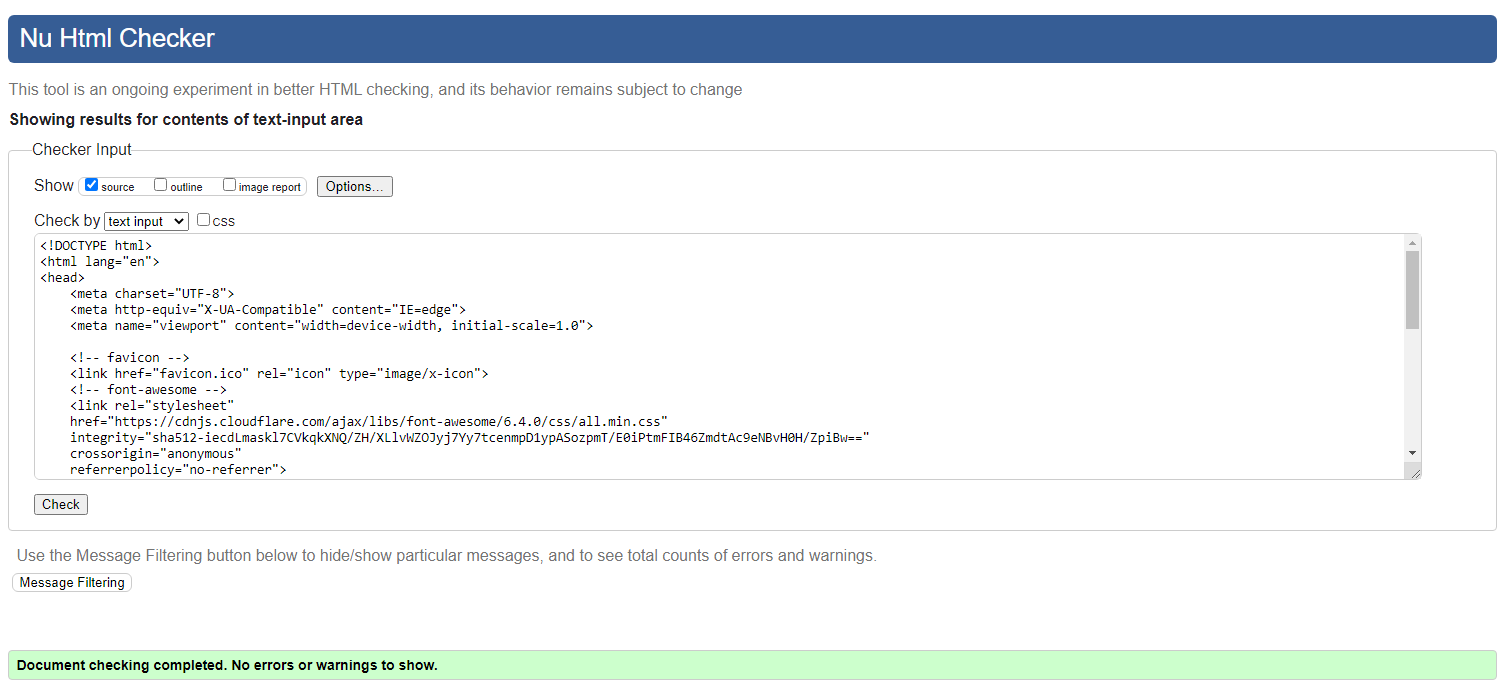 Nu Html Checker
This tool is an ongoing experiment in better HTML checking, and its behavior remains subject to change
Showing results for contents of text-input area
Checker Input
Show source outline image report Options...
Check by text input css
<!DOCTYPE html>
<html lang="en">
<head>
<meta charset="UTF-8">
<meta http-equiv="X-UA-Compatible" content="IE=edge">
<meta name="viewport" content="width=device-width, initial-scale=1.0">
<!-- favicon -->
<link href="favicon.ico" rel="icon" type="image/x-icon">
<!-- font-awesome -->
<link rel="stylesheet"
href="https://cdnjs.cloudflare.com/ajax/libs/font-awesome/6.4.0/css/all.min.css"
integrity="sha512-iecdLmaskl7CVkqkXNQ/ZH/XLlvWZOJyj7Yy7tcenmpD1ypASozpmT/E0iPtmFIB46ZmdtAc9eNBvH0H/ZpiBw=="
crossorigin="anonymous"
referrerpolicy="no-referrer">
Check
Use the Message Filtering button below to hide/show particular messages, and to see total counts of errors and warnings.
Message Filtering
Document checking completed. No errors or warnings to show.